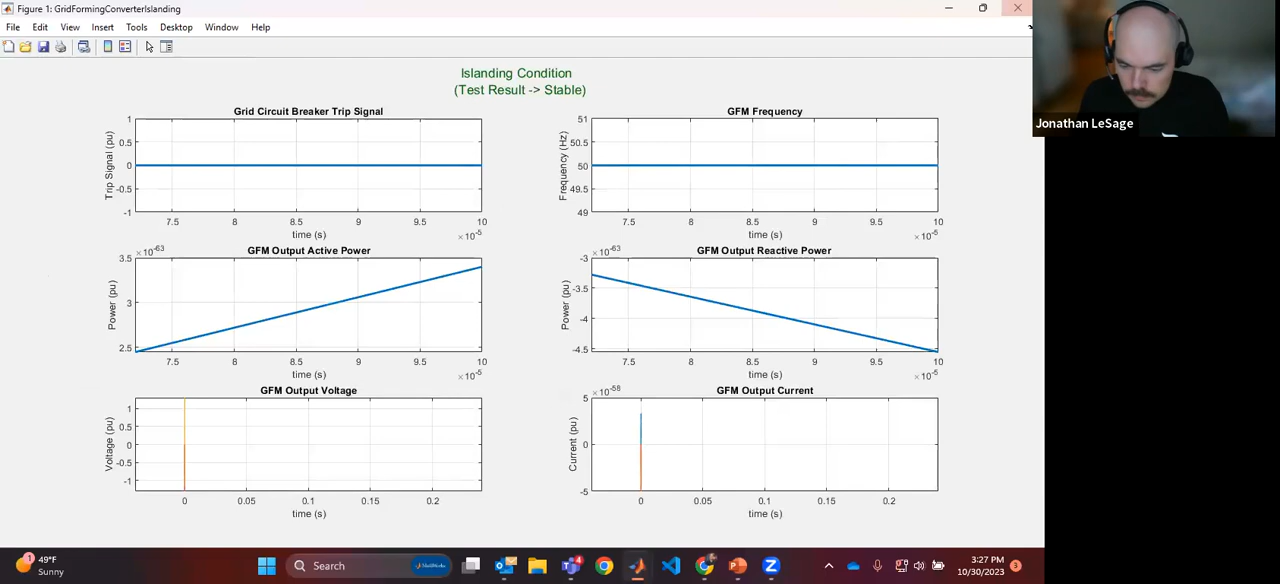 Figure 1: GridFormingConverterIslanding
File Edit View Insert Tools Desktop Window Help
Islanding Condition
(Test Result -> Stable)
Grid Circuit Breaker Trip Signal
Trip Signal (pu)
1
0.5
0
-0.5
-1
7.5 8 8.5 9 9.5 10
time (s)
×10-5
GFM Frequency
Frequency (Hz)
51
50.5
50
49.5
49
7.5 8 8.5 9 9.5 10
time (s)
×10-5
GFM Output Active Power
×10-63
Power (pu)
3.5
3
2.5
7.5 8 8.5 9 9.5 10
time (s)
×10-5
GFM Output Reactive Power
×10-63
Power (pu)
-3
-3.5
-4
-4.5
7.5 8 8.5 9 9.5 10
time (s)
×10-5
GFM Output Voltage
Voltage (pu)
1
0.5
0
-0.5
-1
0 0.05 0.1 0.15 0.2
time (s)
GFM Output Current
×10-58
Current (pu)
5
0
-5
0 0.05 0.1 0.15 0.2
time (s)
Jonathan LeSage
1
49°F
Sunny
Search
MathWorks
4
3:27 PM
10/30/2023
3